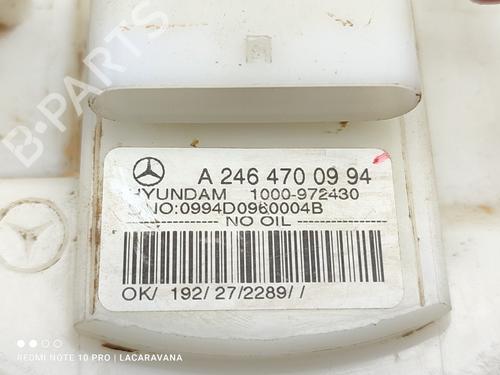 B-PARTS
A 246 470 09 94
HYUNDAM 1000-972430
NO:0994D0960004B
NO OIL
OK/ 192/ 27/2289/ /
REDMI NOTE 10 PRO | LACARAVANA